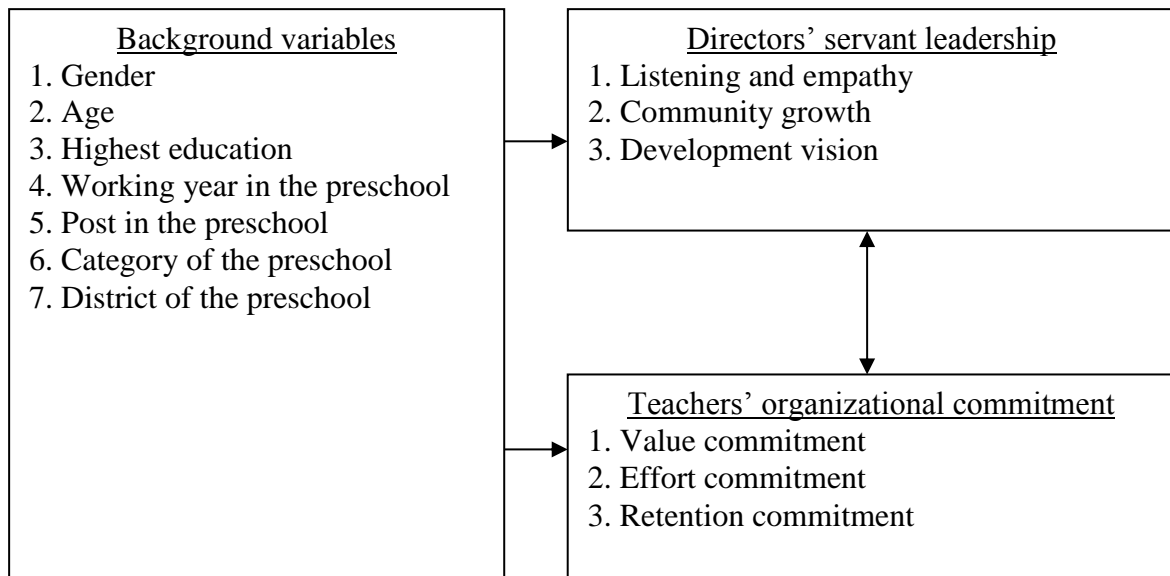 Background variables
1. Gender
2. Age
3. Highest education
4. Working year in the preschool
5. Post in the preschool
6. Category of the preschool
7. District of the preschool
Directors’ servant leadership
1. Listening and empathy
2. Community growth
3. Development vision
Teachers’ organizational commitment
1. Value commitment
2. Effort commitment
3. Retention commitment